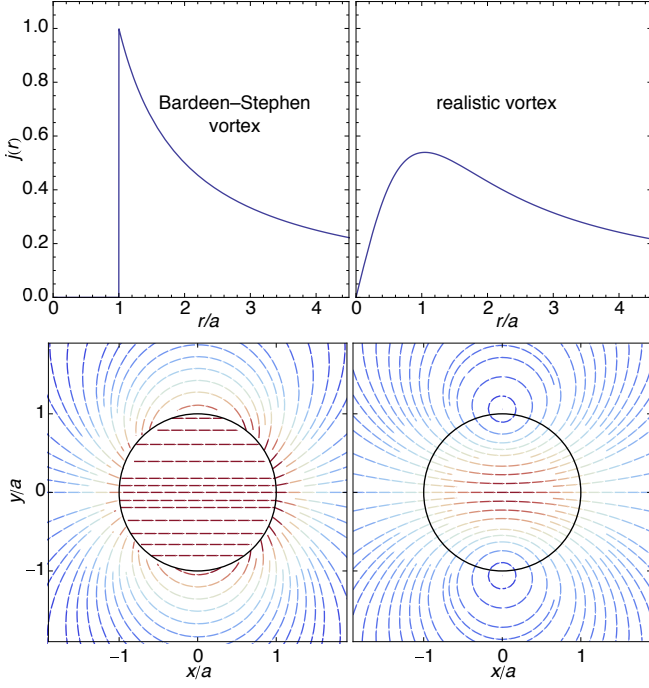 1.0
0.8
0.6
0.4
0.2
0.0
j(r)
Bardeen–Stephen
vortex
realistic vortex
0 1 2 3 4
r/a
0 1 2 3 4
r/a
1
0
−1
y/a
−1 0 1
x/a
−1 0 1
x/a